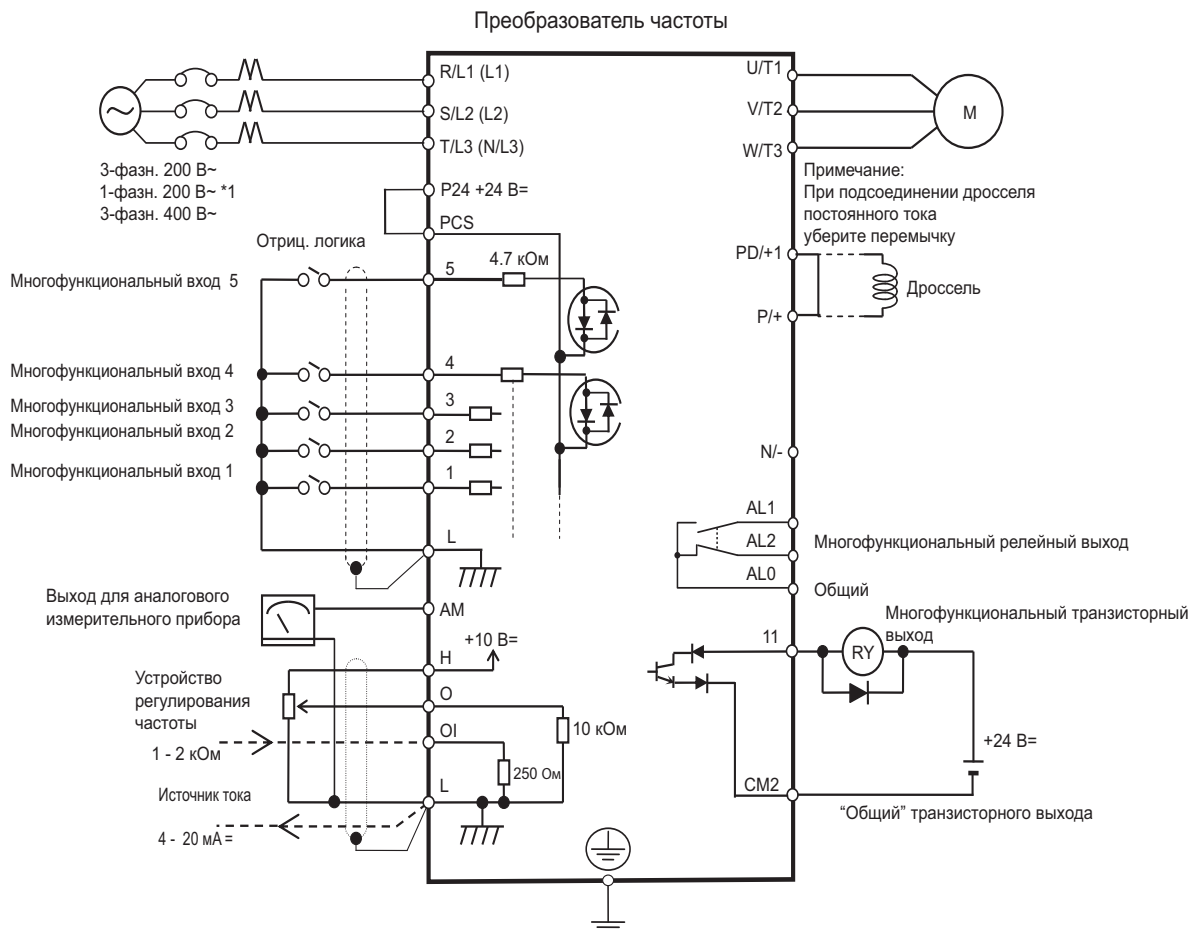 Преобразователь частоты
R/L1 (L1)
S/L2 (L2)
T/L3 (N/L3)
3-фазн. 200 В~
1-фазн. 200 В~ *1
3-фазн. 400 В~
P24 +24 В=
PCS
Отриц. логика
Многофункциональный вход 5
5
4.7 кОм
Многофункциональный вход 4
4
Многофункциональный вход 3
3
Многофункциональный вход 2
2
Многофункциональный вход 1
1
L
Выход для аналогового
измерительного прибора
AM
+10 В=
H
Устройство
регулирования
частоты
O
OI
10 кОм
1 - 2 кОм
250 Ом
Источник тока
L
4 - 20 мА =
U/T1
V/T2
W/T3
M
Примечание:
При подсоединении дросселя
постоянного тока
уберите перемычку
PD/+1
Дроссель
P/+
N/-
AL1
AL2
Многофункциональный релейный выход
AL0
Общий
Многофункциональный транзисторный
выход
11
RY
+24 В=
CM2
“Общий” транзисторного выхода